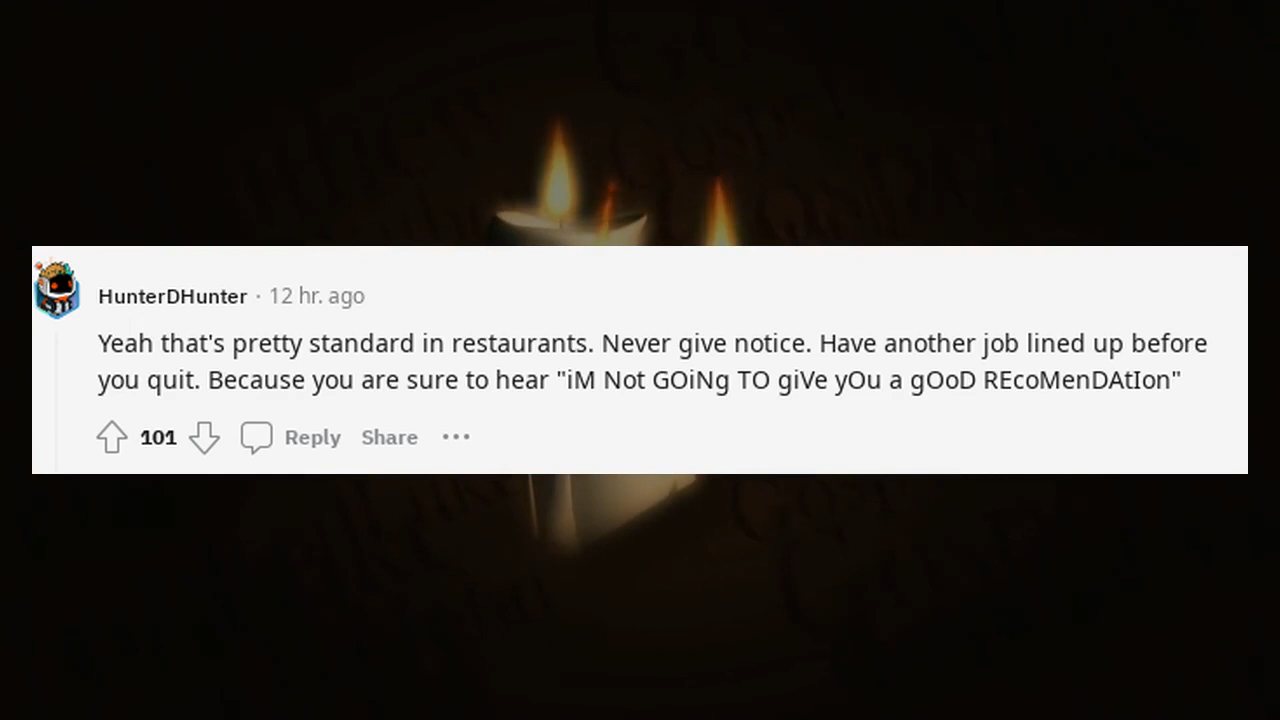 HunterDHunter · 12 hr. ago
Yeah that's pretty standard in restaurants. Never give notice. Have another job lined up before
you quit. Because you are sure to hear "iM Not GOiNg TO giVe yOu a gOoD REcoMenDAtIon"
101 Reply Share ···